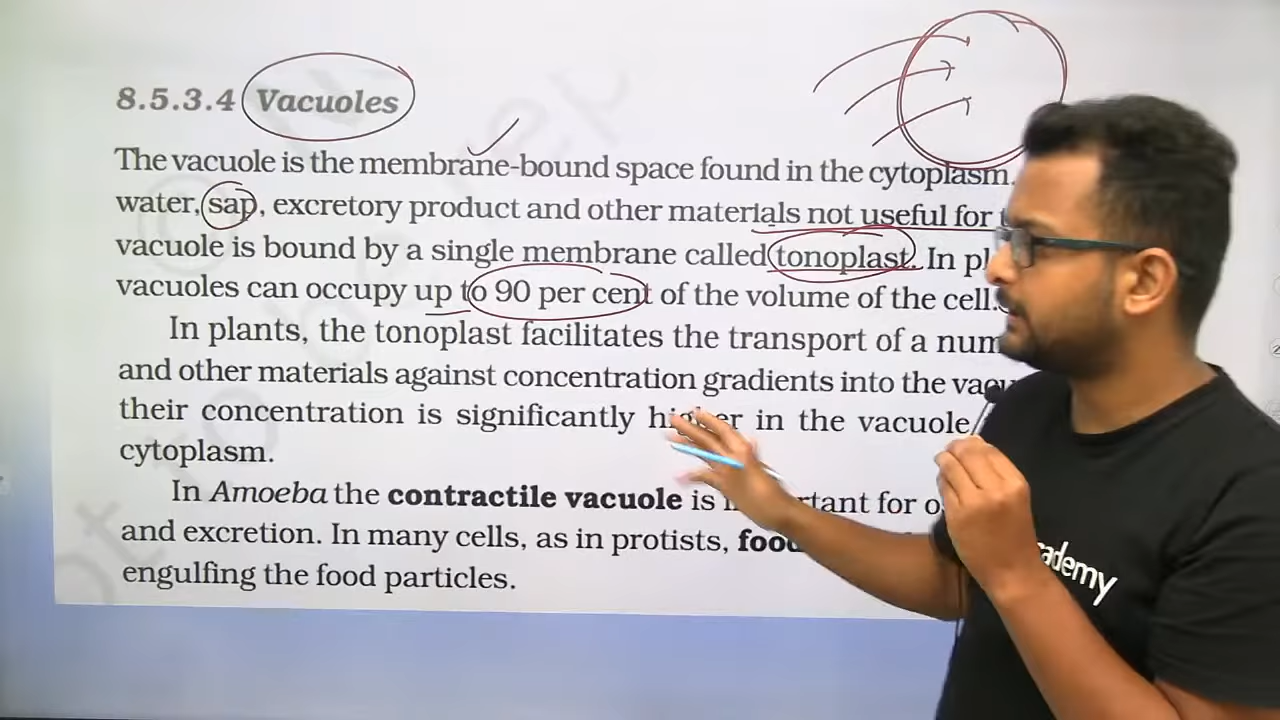 8.5.3.4 Vacuoles
The vacuole is the membrane-bound space found in the cytoplasm.
water, sap, excretory product and other materials not useful for
vacuole is bound by a single membrane called tonoplast. In
vacuoles can occupy up to 90 per cent of the volume of the cell.
In plants, the tonoplast facilitates the transport of a
and other materials against concentration gradients into the
their concentration is significantly higher in the vacuole
cytoplasm.
In Amoeba the contractile vacuole is for
and excretion. In many cells, as in protists,
engulfing the food particles.
ademy